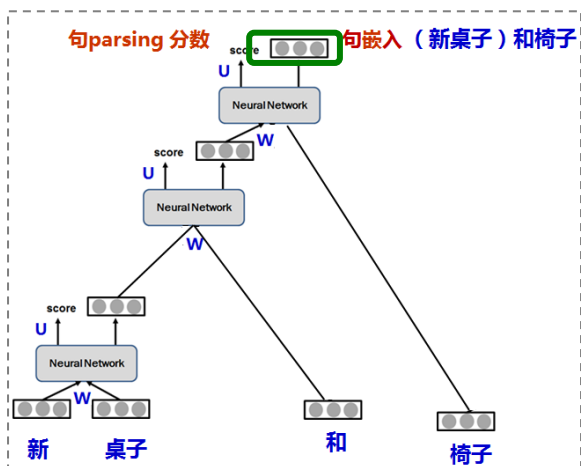 句parsing 分数
句嵌入（新桌子）和椅子
score
U
Neural Network
W
score
U
Neural Network
W
score
U
Neural Network
W
新 桌子 和 椅子